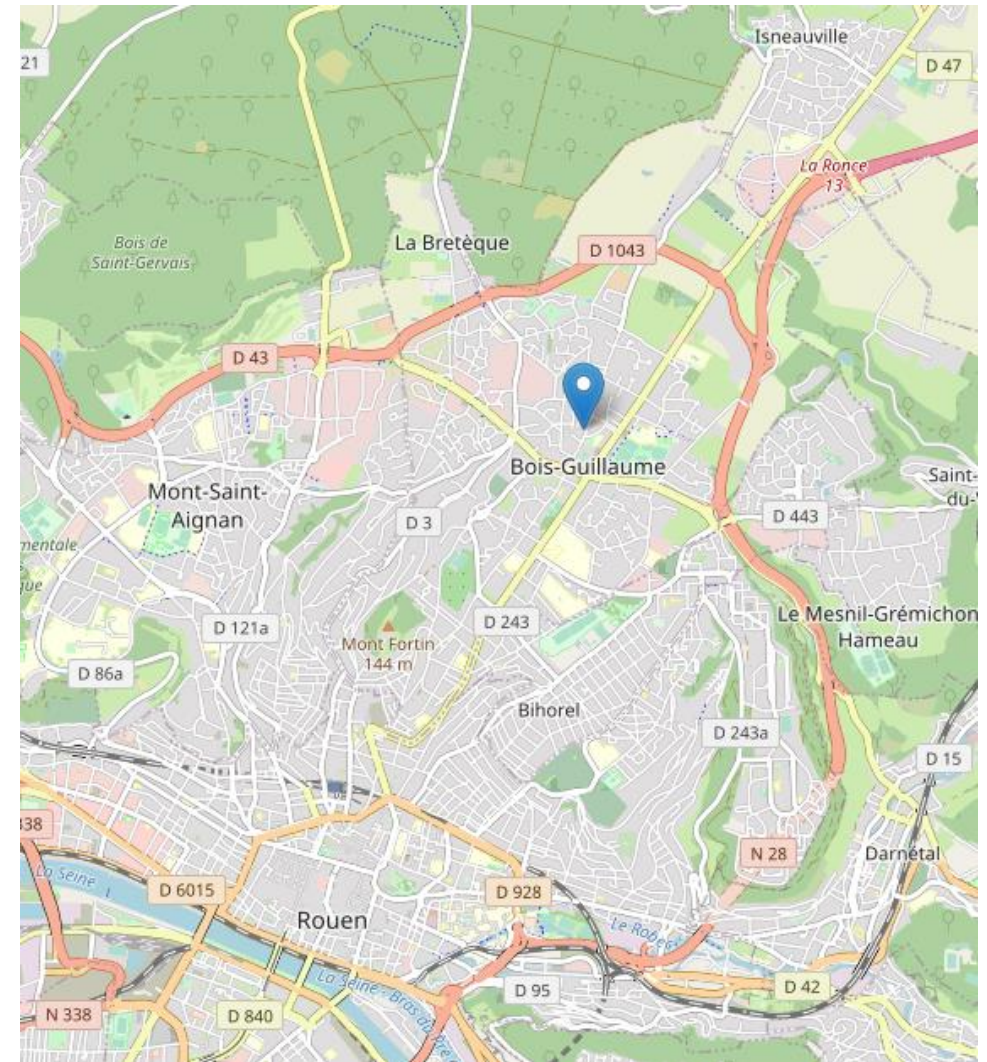 Isneauville
21
D 47
La Ronce
13
Bois de
Saint-Gervais
La Bretèque
D 1043
D 43
Bois-Guillaume
Mont-Saint-
Aignan
Saint-
du-
D 3
D 443
mentale
que
D 121a
D 243
Mont Fortin
144 m
Le Mesnil-Grémichon
Hameau
D 86a
Bihorel
D 243a
D 15
338
N 28
Darnétal
La Seine
D 6015
D 928
Rouen
Le Robec
La Seine - Bras du
D 95
D 42
N 338
D 840